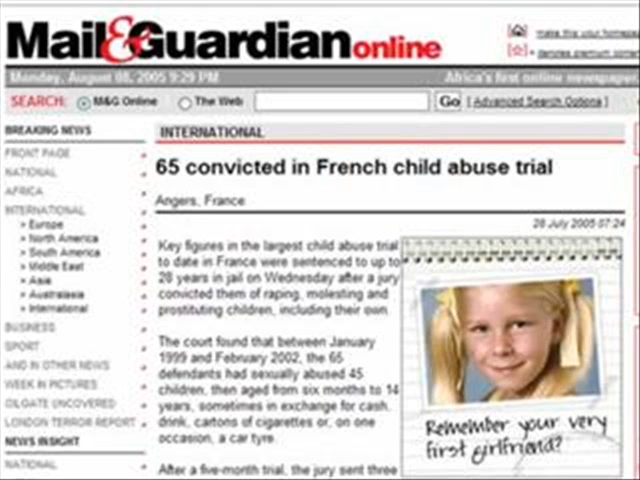 Mail&Guardian online
make this your homepage
denotes premium content
Monday, August 08, 2005 9:29 PM
Africa's first online newspaper
SEARCH: M&G Online The Web Go [ Advanced Search Options ]
BREAKING NEWS
FRONT PAGE
NATIONAL
AFRICA
INTERNATIONAL
» Europe
» North America
» South America
» Middle East
» Asia
» Australasia
» International
BUSINESS
SPORT
AND IN OTHER NEWS
WEEK IN PICTURES
OILGATE UNCOVERED
LONDON TERROR REPORT
NEWS INSIGHT
NATIONAL
INTERNATIONAL
65 convicted in French child abuse trial
Angers, France
28 July 2005 07:24
Key figures in the largest child abuse trial
to date in France were sentenced to up to
28 years in jail on Wednesday after a jury
convicted them of raping, molesting and
prostituting children, including their own.
The court found that between January
1999 and February 2002, the 65
defendants had sexually abused 45
children, then aged from six months to 14
years, sometimes in exchange for cash,
drink, cartons of cigarettes or, on one
occasion, a car tyre.
After a five-month trial, the jury sent three
Remember your very
first girlfriend?